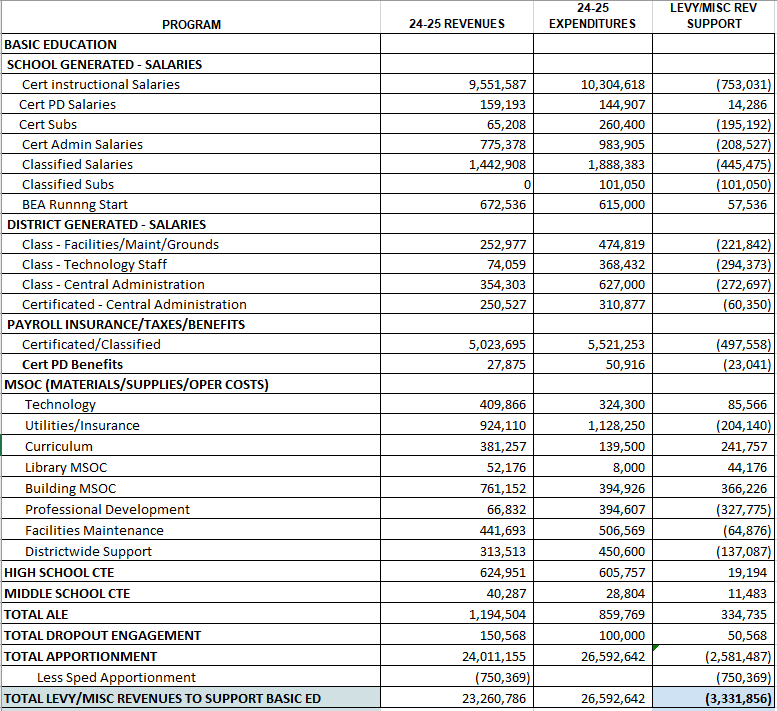 PROGRAM 24-25 REVENUES 24-25 EXPENDITURES LEVY/MISC REV SUPPORT
BASIC EDUCATION
SCHOOL GENERATED - SALARIES
Cert instructional Salaries 9,551,587 10,304,618 (753,031)
Cert PD Salaries 159,193 144,907 14,286
Cert Subs 65,208 260,400 (195,192)
Cert Admin Salaries 775,378 983,905 (208,527)
Classified Salaries 1,442,908 1,888,383 (445,475)
Classified Subs 0 101,050 (101,050)
BEA Runnng Start 672,536 615,000 57,536
DISTRICT GENERATED - SALARIES
Class - Facilities/Maint/Grounds 252,977 474,819 (221,842)
Class - Technology Staff 74,059 368,432 (294,373)
Class - Central Administration 354,303 627,000 (272,697)
Certificated - Central Administration 250,527 310,877 (60,350)
PAYROLL INSURANCE/TAXES/BENEFITS
Certificated/Classified 5,023,695 5,521,253 (497,558)
Cert PD Benefits 27,875 50,916 (23,041)
MSOC (MATERIALS/SUPPLIES/OPER COSTS)
Technology 409,866 324,300 85,566
Utilities/Insurance 924,110 1,128,250 (204,140)
Curriculum 381,257 139,500 241,757
Library MSOC 52,176 8,000 44,176
Building MSOC 761,152 394,926 366,226
Professional Development 66,832 394,607 (327,775)
Facilities Maintenance 441,693 506,569 (64,876)
Districtwide Support 313,513 450,600 (137,087)
HIGH SCHOOL CTE 624,951 605,757 19,194
MIDDLE SCHOOL CTE 40,287 28,804 11,483
TOTAL ALE 1,194,504 859,769 334,735
TOTAL DROPOUT ENGAGEMENT 150,568 100,000 50,568
TOTAL APPORTIONMENT 24,011,155 26,592,642 (2,581,487)
Less Sped Apportionment (750,369) (750,369)
TOTAL LEVY/MISC REVENUES TO SUPPORT BASIC ED 23,260,786 26,592,642 (3,331,856)